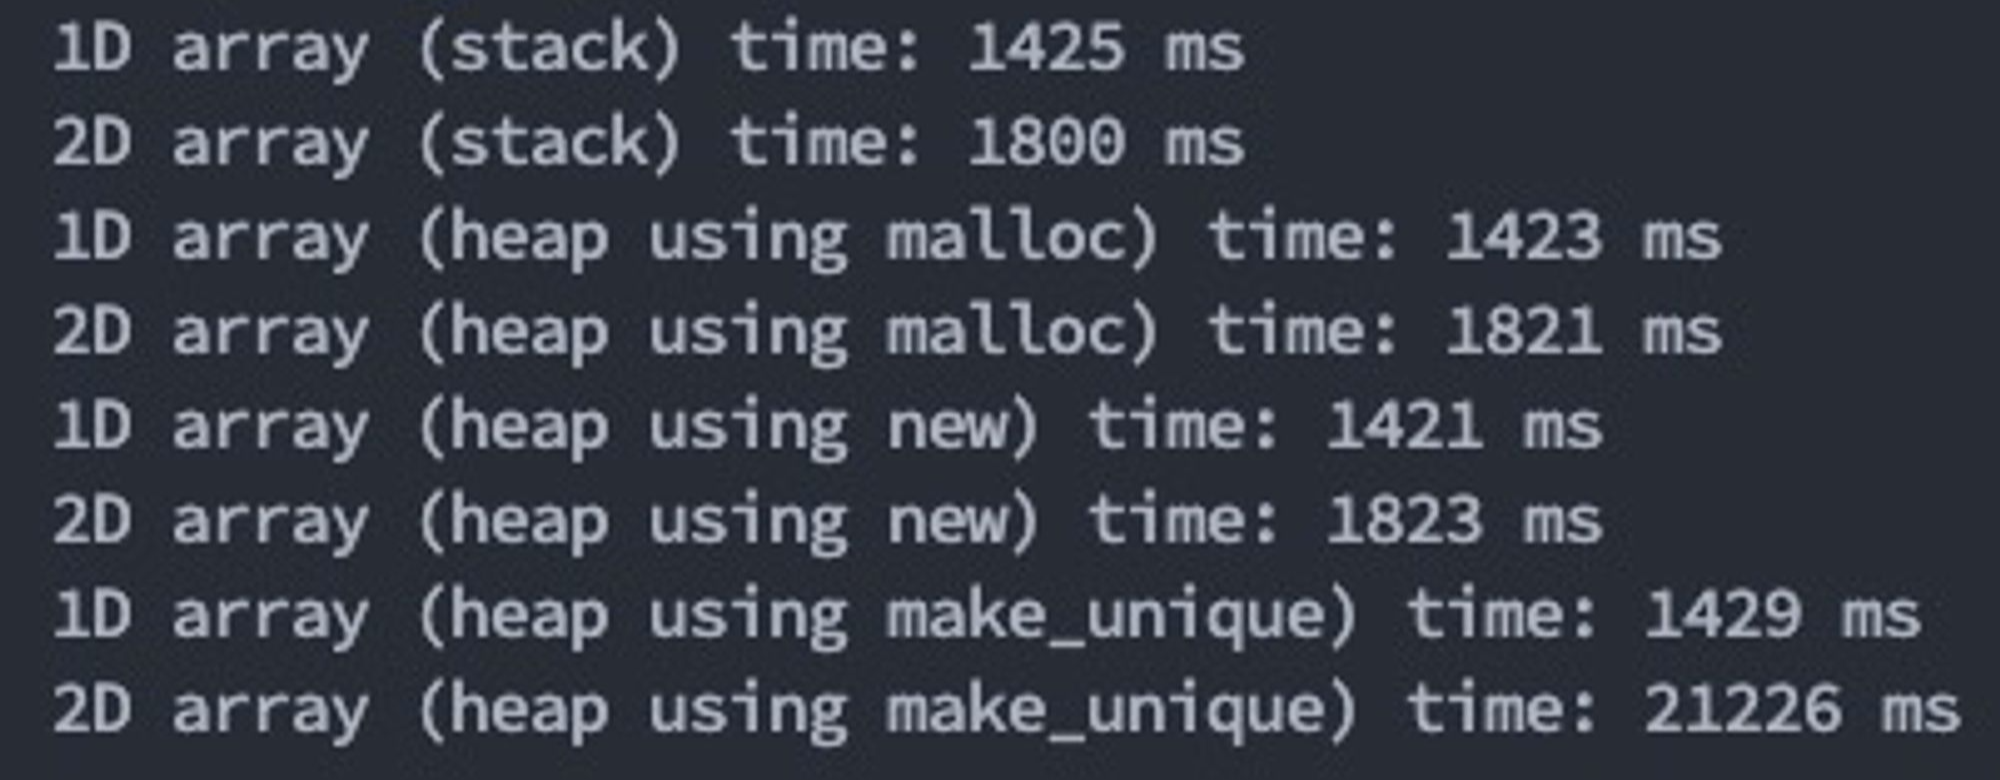 1D array (stack) time: 1425 ms
2D array (stack) time: 1800 ms
1D array (heap using malloc) time: 1423 ms
2D array (heap using malloc) time: 1821 ms
1D array (heap using new) time: 1421 ms
2D array (heap using new) time: 1823 ms
1D array (heap using make_unique) time: 1429 ms
2D array (heap using make_unique) time: 21226 ms